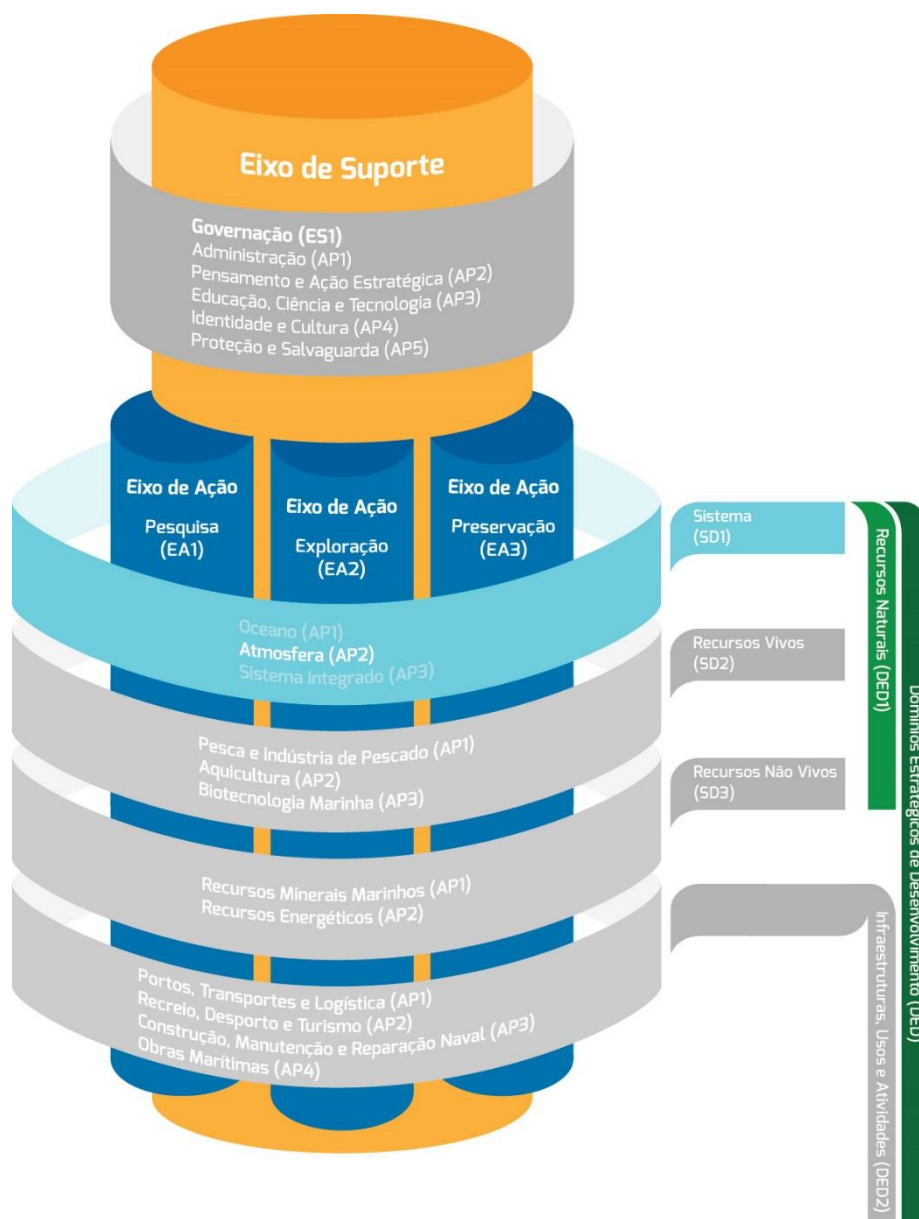 Eixo de Suporte
Governação (ES1)
Administração (AP1)
Pensamento e Ação Estratégica (AP2)
Educação, Ciência e Tecnologia (AP3)
Identidade e Cultura (AP4)
Proteção e Salvaguarda (AP5)
Eixo de Ação
Pesquisa
(EA1)
Eixo de Ação
Exploração
(EA2)
Eixo de Ação
Preservação
(EA3)
Oceano (AP1)
Atmosfera (AP2)
Sistema Integrado (AP3)
Pesca e Indústria de Pescado (AP1)
Aquicultura (AP2)
Biotecnologia Marinha (AP3)
Recursos Minerais Marinhos (AP1)
Recursos Energéticos (AP2)
Portos, Transportes e Logística (AP1)
Recreio, Desporto e Turismo (AP2)
Construção, Manutenção e Reparação Naval (AP3)
Obras Marítimas (AP4)
Sistema
(SD1)
Recursos Vivos
(SD2)
Recursos Não Vivos
(SD3)
Recursos Naturais (DED1)
Infraestruturas, Usos e Atividades (DED2)
Domínios Estratégicos de Desenvolvimento (DED)